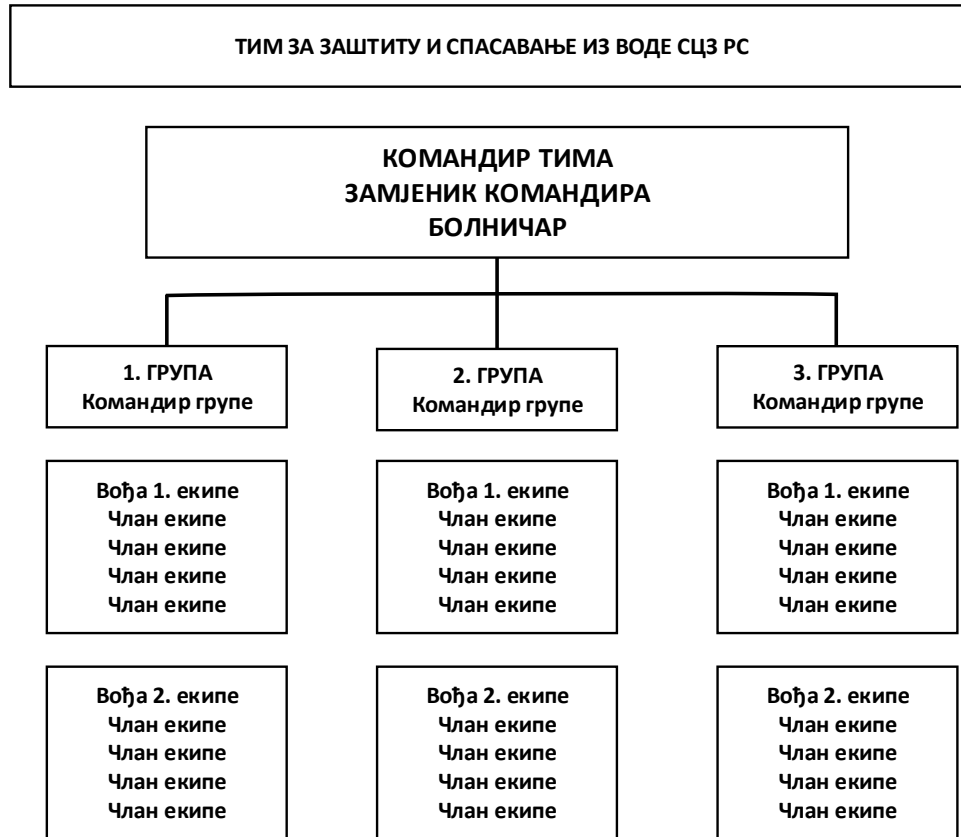 ТИМ ЗА ЗАШТИТУ И СПАСАВАЊЕ ИЗ ВОДЕ СЦЗ РС
КОМАНДИР ТИМА
ЗАМЈЕНИК КОМАНДИРА
БОЛНИЧАР
1. ГРУПА
Командир групе
2. ГРУПА
Командир групе
3. ГРУПА
Командир групе
Вођа 1. екипе
Члан екипе
Члан екипе
Члан екипе
Члан екипе
Вођа 1. екипе
Члан екипе
Члан екипе
Члан екипе
Члан екипе
Вођа 1. екипе
Члан екипе
Члан екипе
Члан екипе
Члан екипе
Вођа 2. екипе
Члан екипе
Члан екипе
Члан екипе
Члан екипе
Вођа 2. екипе
Члан екипе
Члан екипе
Члан екипе
Члан екипе
Вођа 2. екипе
Члан екипе
Члан екипе
Члан екипе
Члан екипе